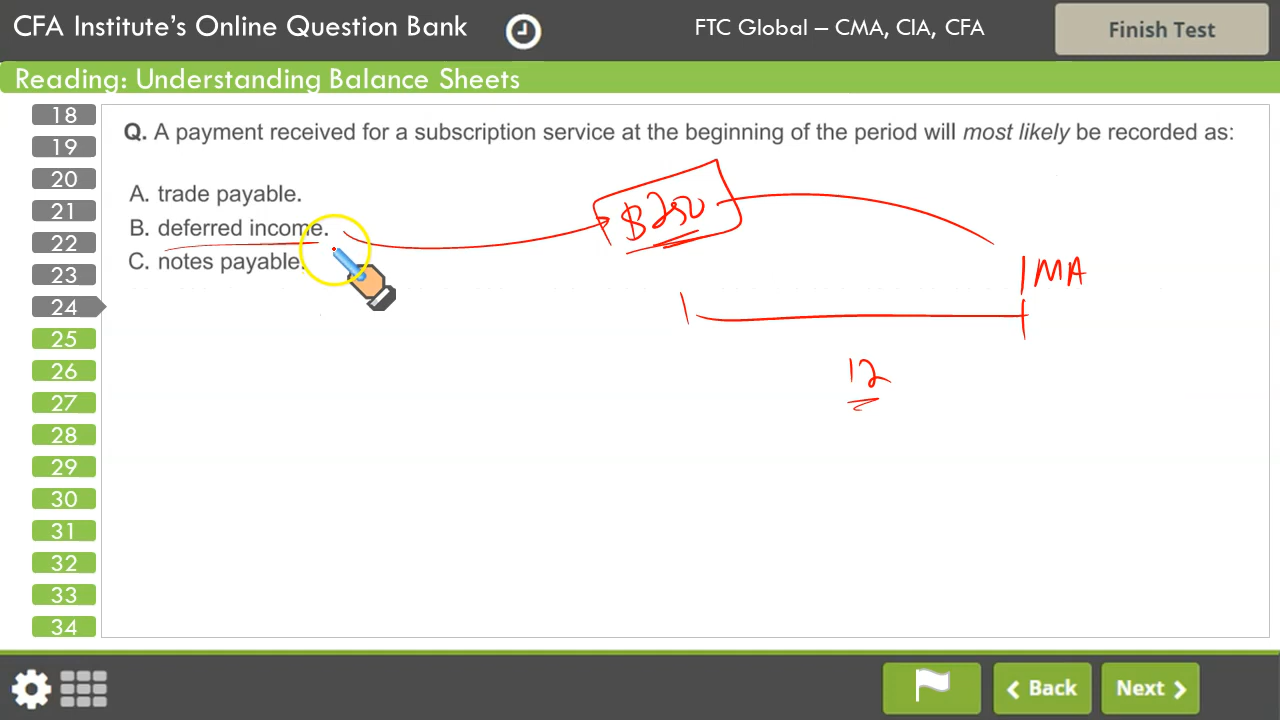 CFA Institute's Online Question Bank
FTC Global – CMA, CIA, CFA
Finish Test
Reading: Understanding Balance Sheets
18
19
20
21
22
23
24
25
26
27
28
29
30
31
32
33
34
Q. A payment received for a subscription service at the beginning of the period will most likely be recorded as:
A. trade payable.
B. deferred income.
C. notes payable.
$250
IMA
12
Back
Next